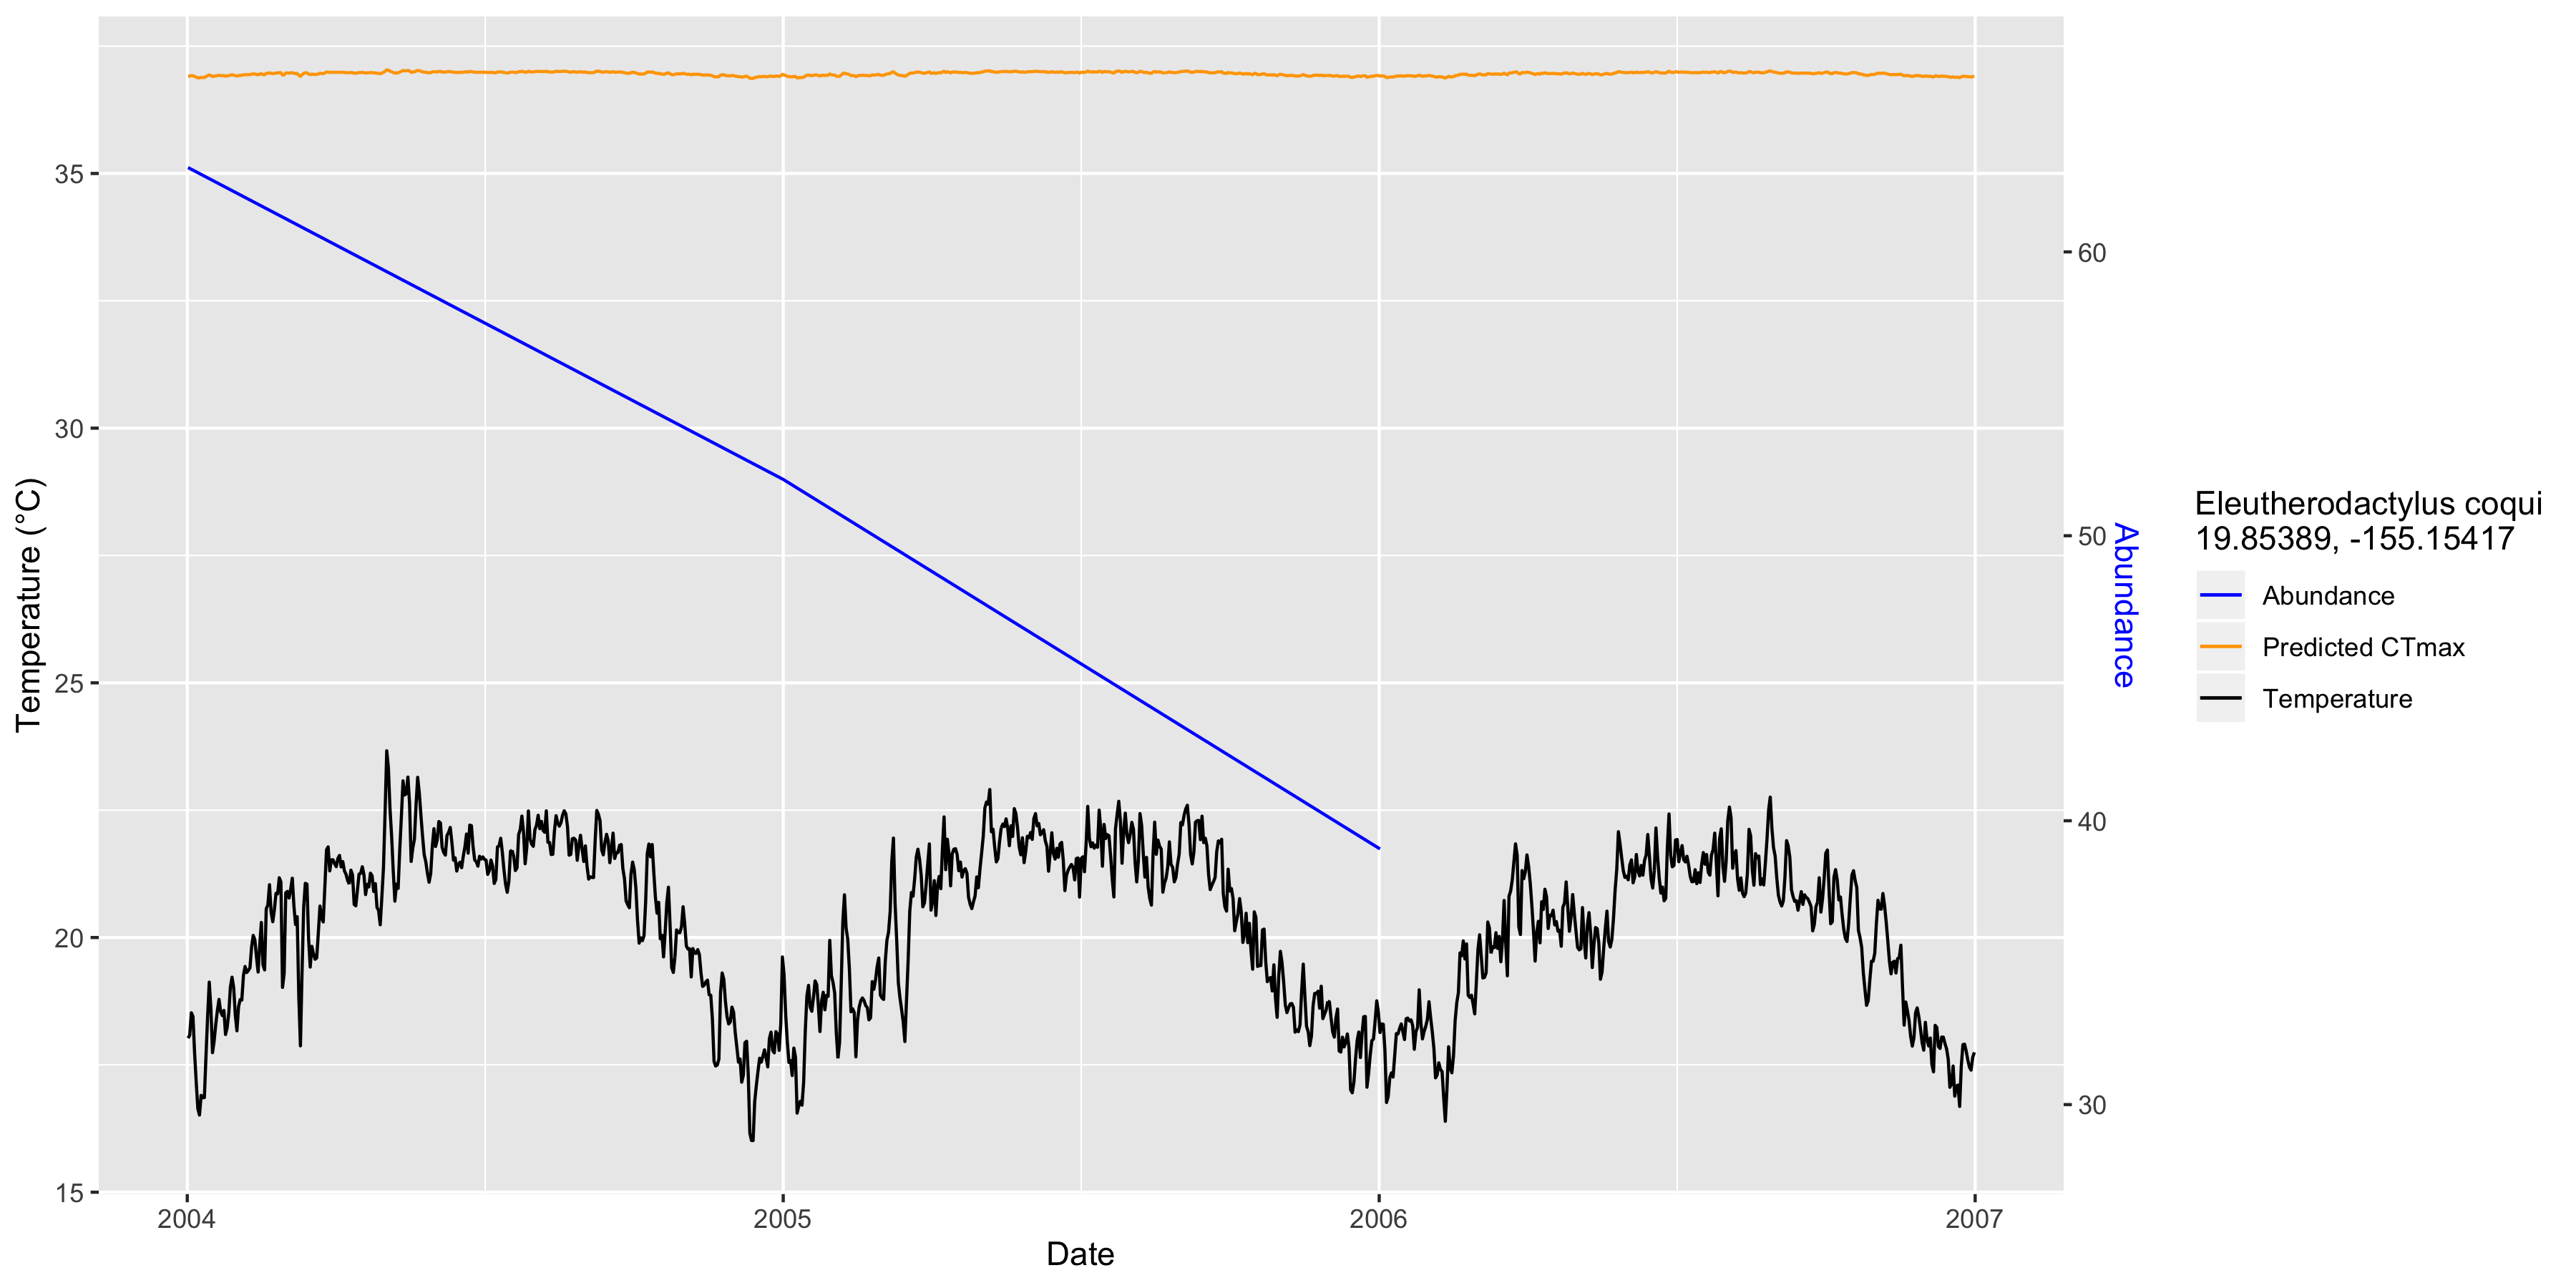 35
30
25
20
15
Temperature (°C)
2004
2005
2006
2007
Date
60
50
40
30
Abundance
Eleutherodactylus coqui
19.85389, -155.15417
Abundance
Predicted CTmax
Temperature